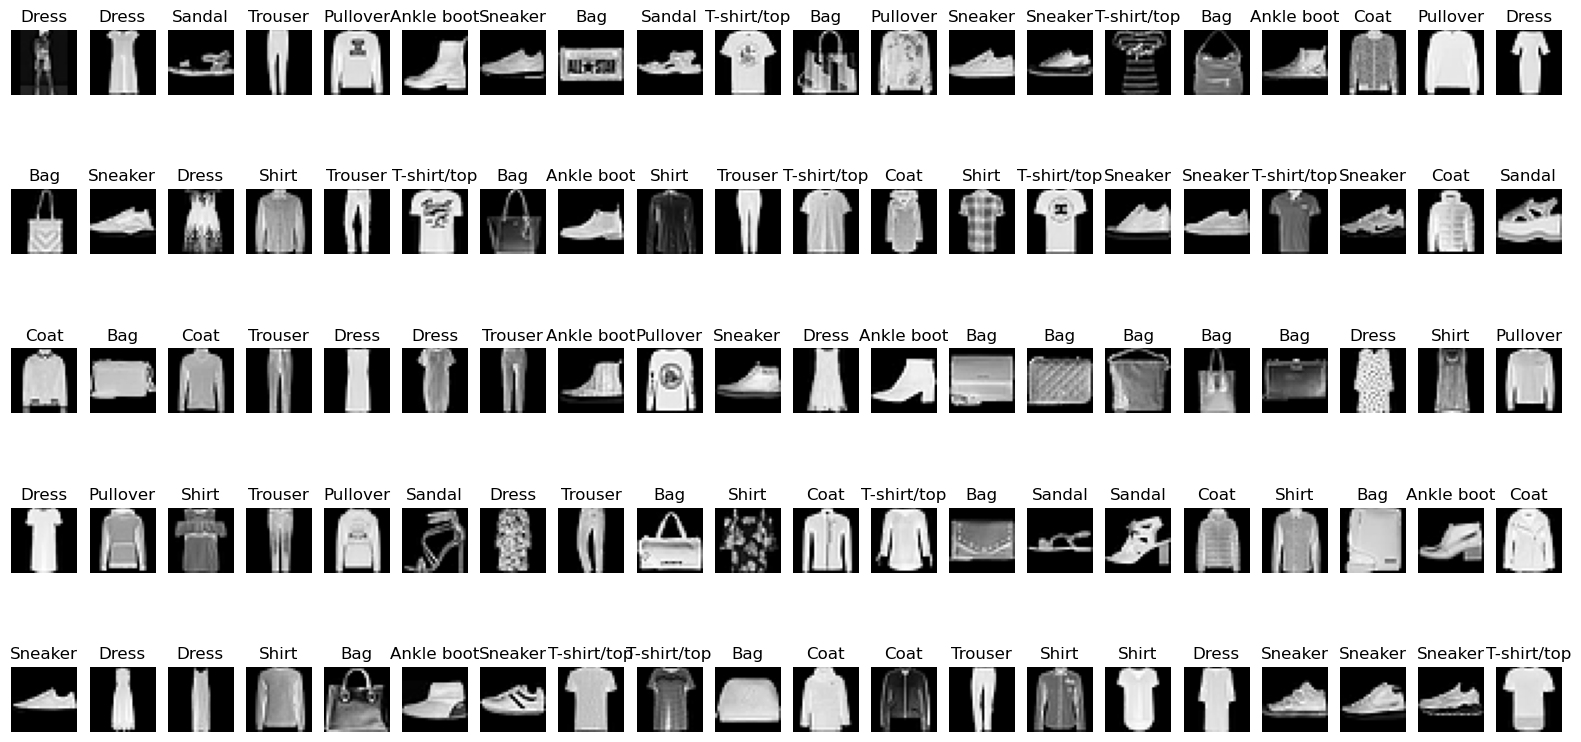 Dress Dress Sandal Trouser Pullover Ankle boot Sneaker Bag Sandal T-shirt/top Bag Pullover Sneaker Sneaker T-shirt/top Bag Ankle boot Coat Pullover Dress
ALL★STAR
Bag Sneaker Dress Shirt Trouser T-shirt/top Bag Ankle boot Shirt Trouser T-shirt/top Coat Shirt T-shirt/top Sneaker Sneaker T-shirt/top Sneaker Coat Sandal
Coat Bag Coat Trouser Dress Dress Trouser Ankle boot Pullover Sneaker Dress Ankle boot Bag Bag Bag Bag Bag Dress Shirt Pullover
Dress Pullover Shirt Trouser Pullover Sandal Dress Trouser Bag Shirt Coat T-shirt/top Bag Sandal Sandal Coat Shirt Bag Ankle boot Coat
Sneaker Dress Dress Shirt Bag Ankle boot Sneaker T-shirt/top T-shirt/top Bag Coat Coat Trouser Shirt Shirt Dress Sneaker Sneaker Sneaker T-shirt/top